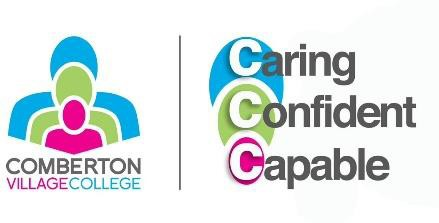 COMBERTON
VILLAGECOLLEGE
Caring
Confident
Capable